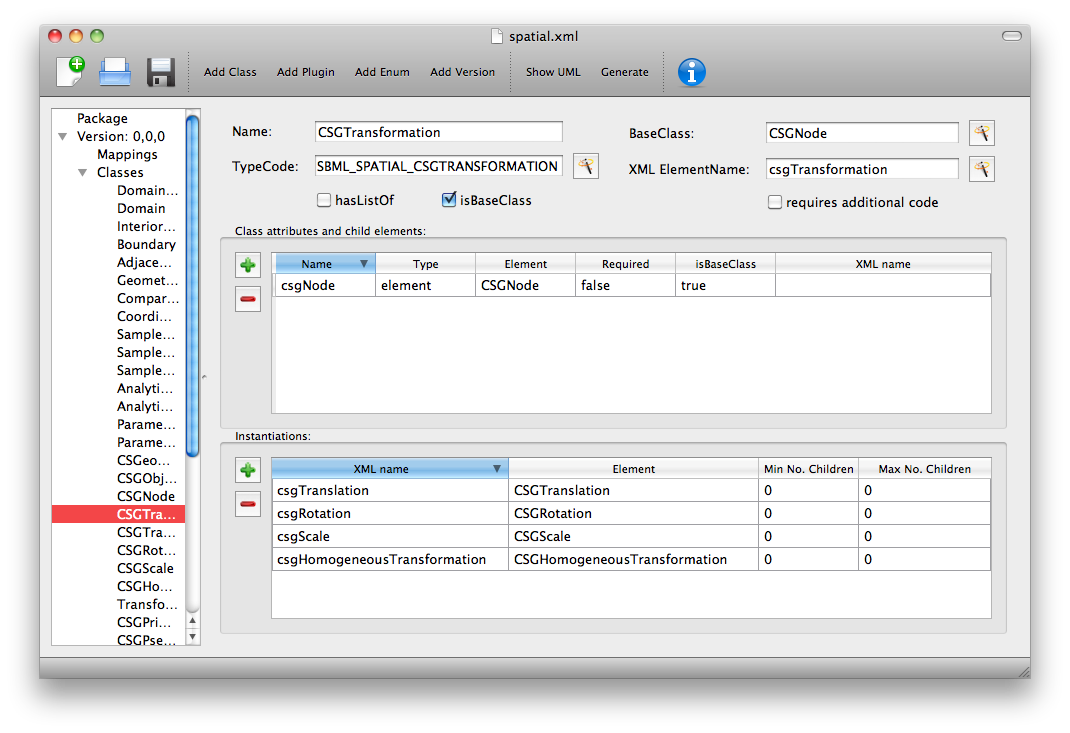 spatial.xml
Add Class Add Plugin Add Enum Add Version Show UML Generate
Package
Version: 0,0,0
Mappings
Classes
Domain...
Domain
Interior...
Boundary
Adjace...
Geomet...
Compar...
Coordi...
Sample...
Sample...
Sample...
Analyti...
Analyti...
Parame...
Parame...
CSGeo...
CSGObj...
CSGNode
CSGTra...
CSGTra...
CSGRot...
CSGScale
CSGHo...
Transfo...
CSGPri...
CSGPse...
Name: CSGTransformation BaseClass: CSGNode
TypeCode: SBML_SPATIAL_CSGTRANSFORMATION XML ElementName: csgTransformation
hasListOf isBaseClass requires additional code
Class attributes and child elements:
Name Type Element Required isBaseClass XML name
csgNode element CSGNode false true
Instantiations:
XML name Element Min No. Children Max No. Children
csgTranslation CSGTranslation 0 0
csgRotation CSGRotation 0 0
csgScale CSGScale 0 0
csgHomogeneousTransformation CSGHomogeneousTransformation 0 0